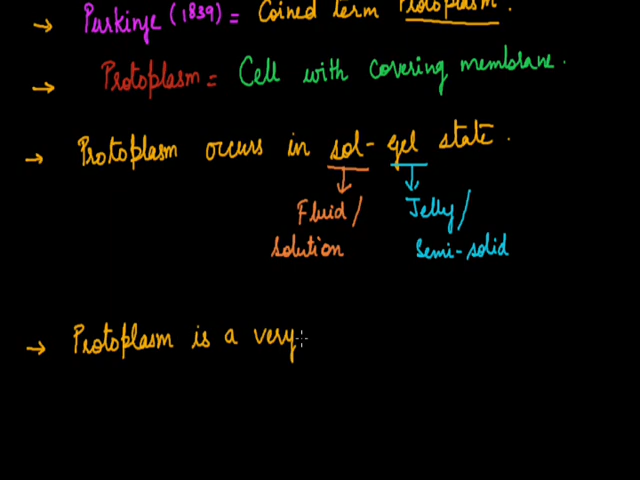 → Purkinje (1839) = Coined term Protoplasm.
→ Protoplasm = Cell with covering membrane.
→ Protoplasm occurs in sol-gel state.
Fluid/ Jelly/
solution Semi-solid
→ Protoplasm is a very